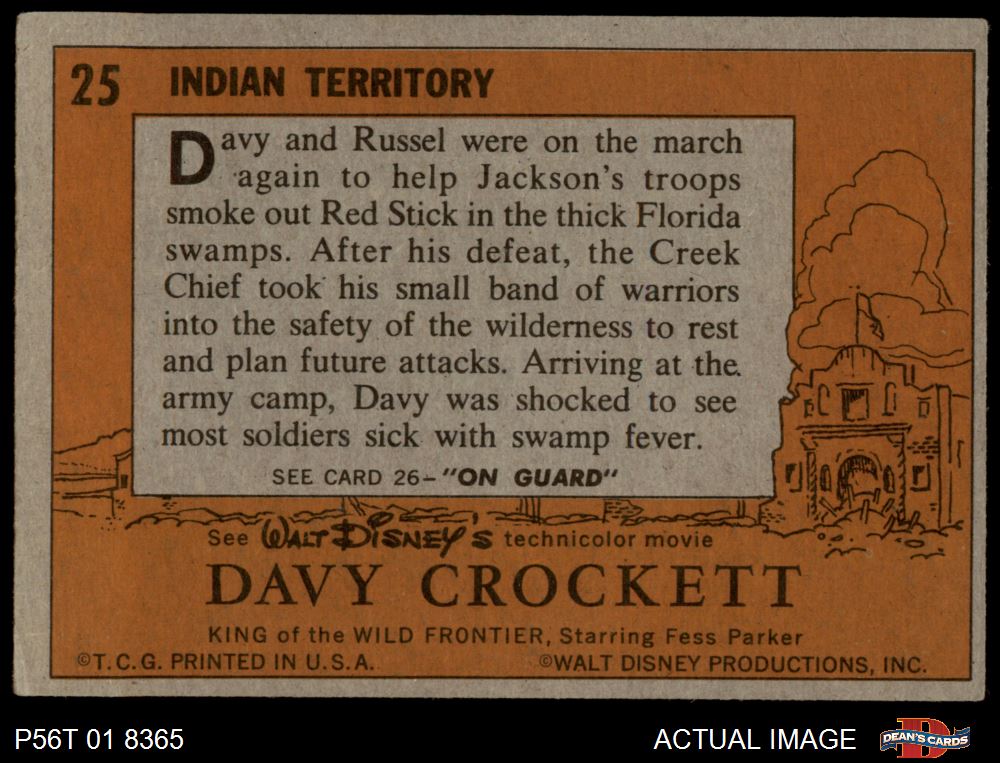 25 INDIAN TERRITORY
Davy and Russel were on the march
again to help Jackson's troops
smoke out Red Stick in the thick Florida
swamps. After his defeat, the Creek
Chief took his small band of warriors
into the safety of the wilderness to rest
and plan future attacks. Arriving at the
army camp, Davy was shocked to see
most soldiers sick with swamp fever.
SEE CARD 26–"ON GUARD"
See WALT DISNEY'S technicolor movie
DAVY CROCKETT
KING of the WILD FRONTIER, Starring Fess Parker
©T.C.G. PRINTED IN U.S.A. ©WALT DISNEY PRODUCTIONS, INC.
P56T 01 8365 ACTUAL IMAGE D DEAN'S CARDS